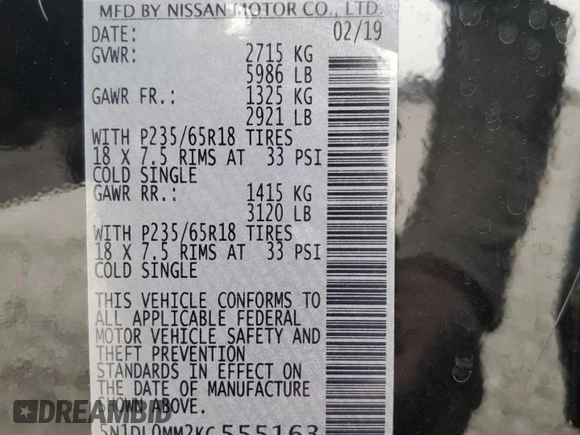 MFD BY NISSAN MOTOR CO., LTD.
DATE: 02/19
GVWR: 2715 KG
5986 LB
GAWR FR.: 1325 KG
2921 LB
WITH P235/65R18 TIRES
18 X 7.5 RIMS AT 33 PSI
COLD SINGLE
GAWR RR.: 1415 KG
3120 LB
WITH P235/65R18 TIRES
18 X 7.5 RIMS AT 33 PSI
COLD SINGLE
THIS VEHICLE CONFORMS TO
ALL APPLICABLE FEDERAL
MOTOR VEHICLE SAFETY AND
THEFT PREVENTION
STANDARDS IN EFFECT ON
THE DATE OF MANUFACTURE
SHOWN ABOVE.
5N1DL0MM2KC555163
DREAMBID